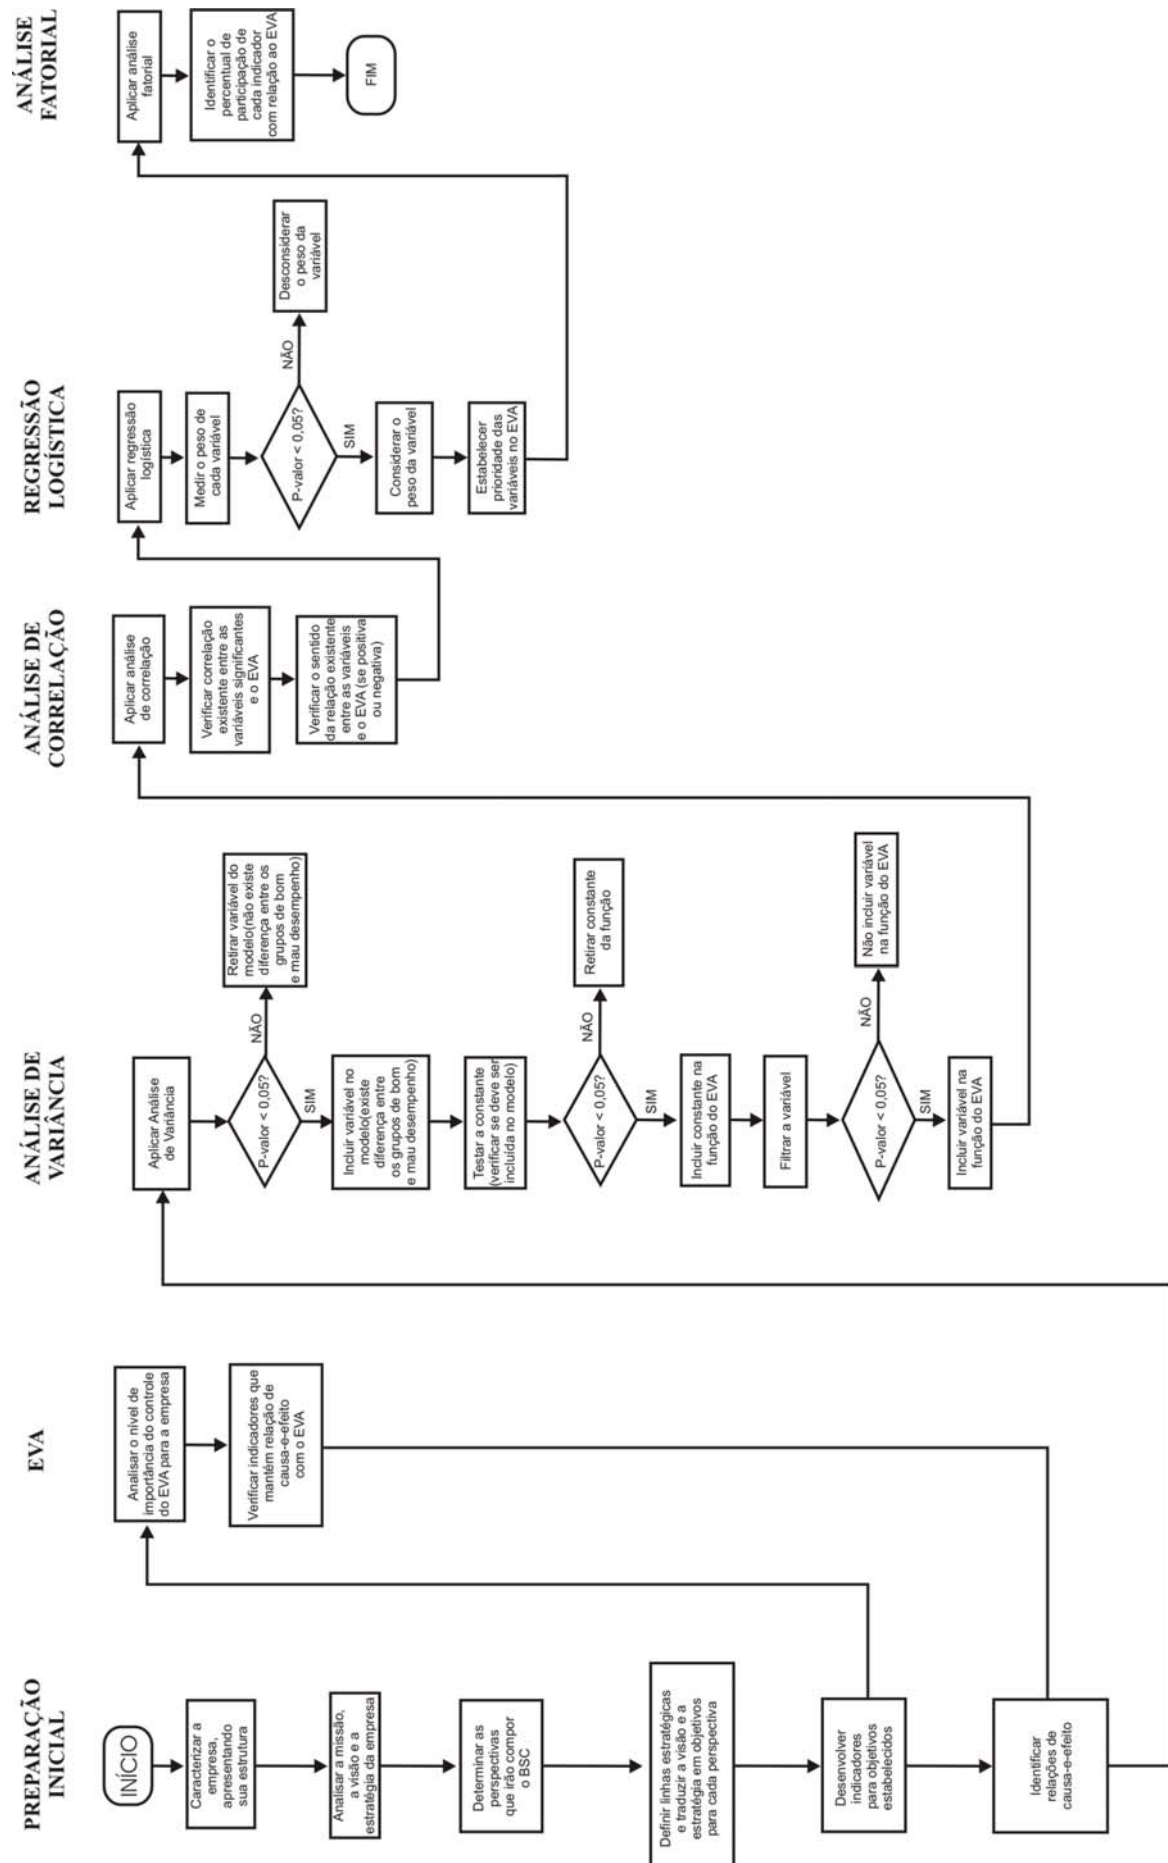 PREPARAÇÃO
INICIAL
INÍCIO
Caracterizar a
empresa,
apresentando
sua estrutura
Analisar a missão,
a visão e a
estratégia da empresa
Determinar as
perspectivas
que irão compor
o BSC
Definir linhas estratégicas
e traduzir a visão e a
estratégia em objetivos
para cada perspectiva
Desenvolver
indicadores
para objetivos
estabelecidos
Identificar
relações de
causa-e-efeito
EVA
Analisar o nível de
importância do controle
do EVA para a empresa
Verificar indicadores que
mantém relação de
causa-e-efeito
com o EVA
ANÁLISE DE
VARIÂNCIA
Aplicar Análise
de Variância
P-valor < 0,05?
NÃO
Retirar variável do
modelo(não existe
diferença entre os
grupos de bom
e mau desempenho)
SIM
Incluir variável no
modelo(existe
diferença entre
os grupos de bom
e mau desempenho)
Testar a constante
(verificar se deve ser
incluída no modelo)
P-valor < 0,05?
NÃO
Retirar constante
da função
SIM
Incluir constante na
função do EVA
Filtrar a variável
P-valor < 0,05?
NÃO
Não incluir variável
na função do EVA
SIM
Incluir variável na
função do EVA
ANÁLISE DE
CORRELAÇÃO
Aplicar análise
de correlação
Verificar correlação
existente entre as
variáveis significantes
e o EVA
Verificar o sentido
da relação existente
entre as variáveis
e o EVA (se positiva
ou negativa)
REGRESSÃO
LOGÍSTICA
Aplicar regressão
logística
Medir o peso de
cada variável
P-valor < 0,05?
NÃO
Desconsiderar
o peso da
variável
SIM
Considerar o
peso da variável
Estabelecer
prioridade das
variáveis no EVA
ANÁLISE
FATORIAL
Aplicar análise
fatorial
Identificar o
percentual de
participação de
cada indicador
com relação ao EVA
FIM